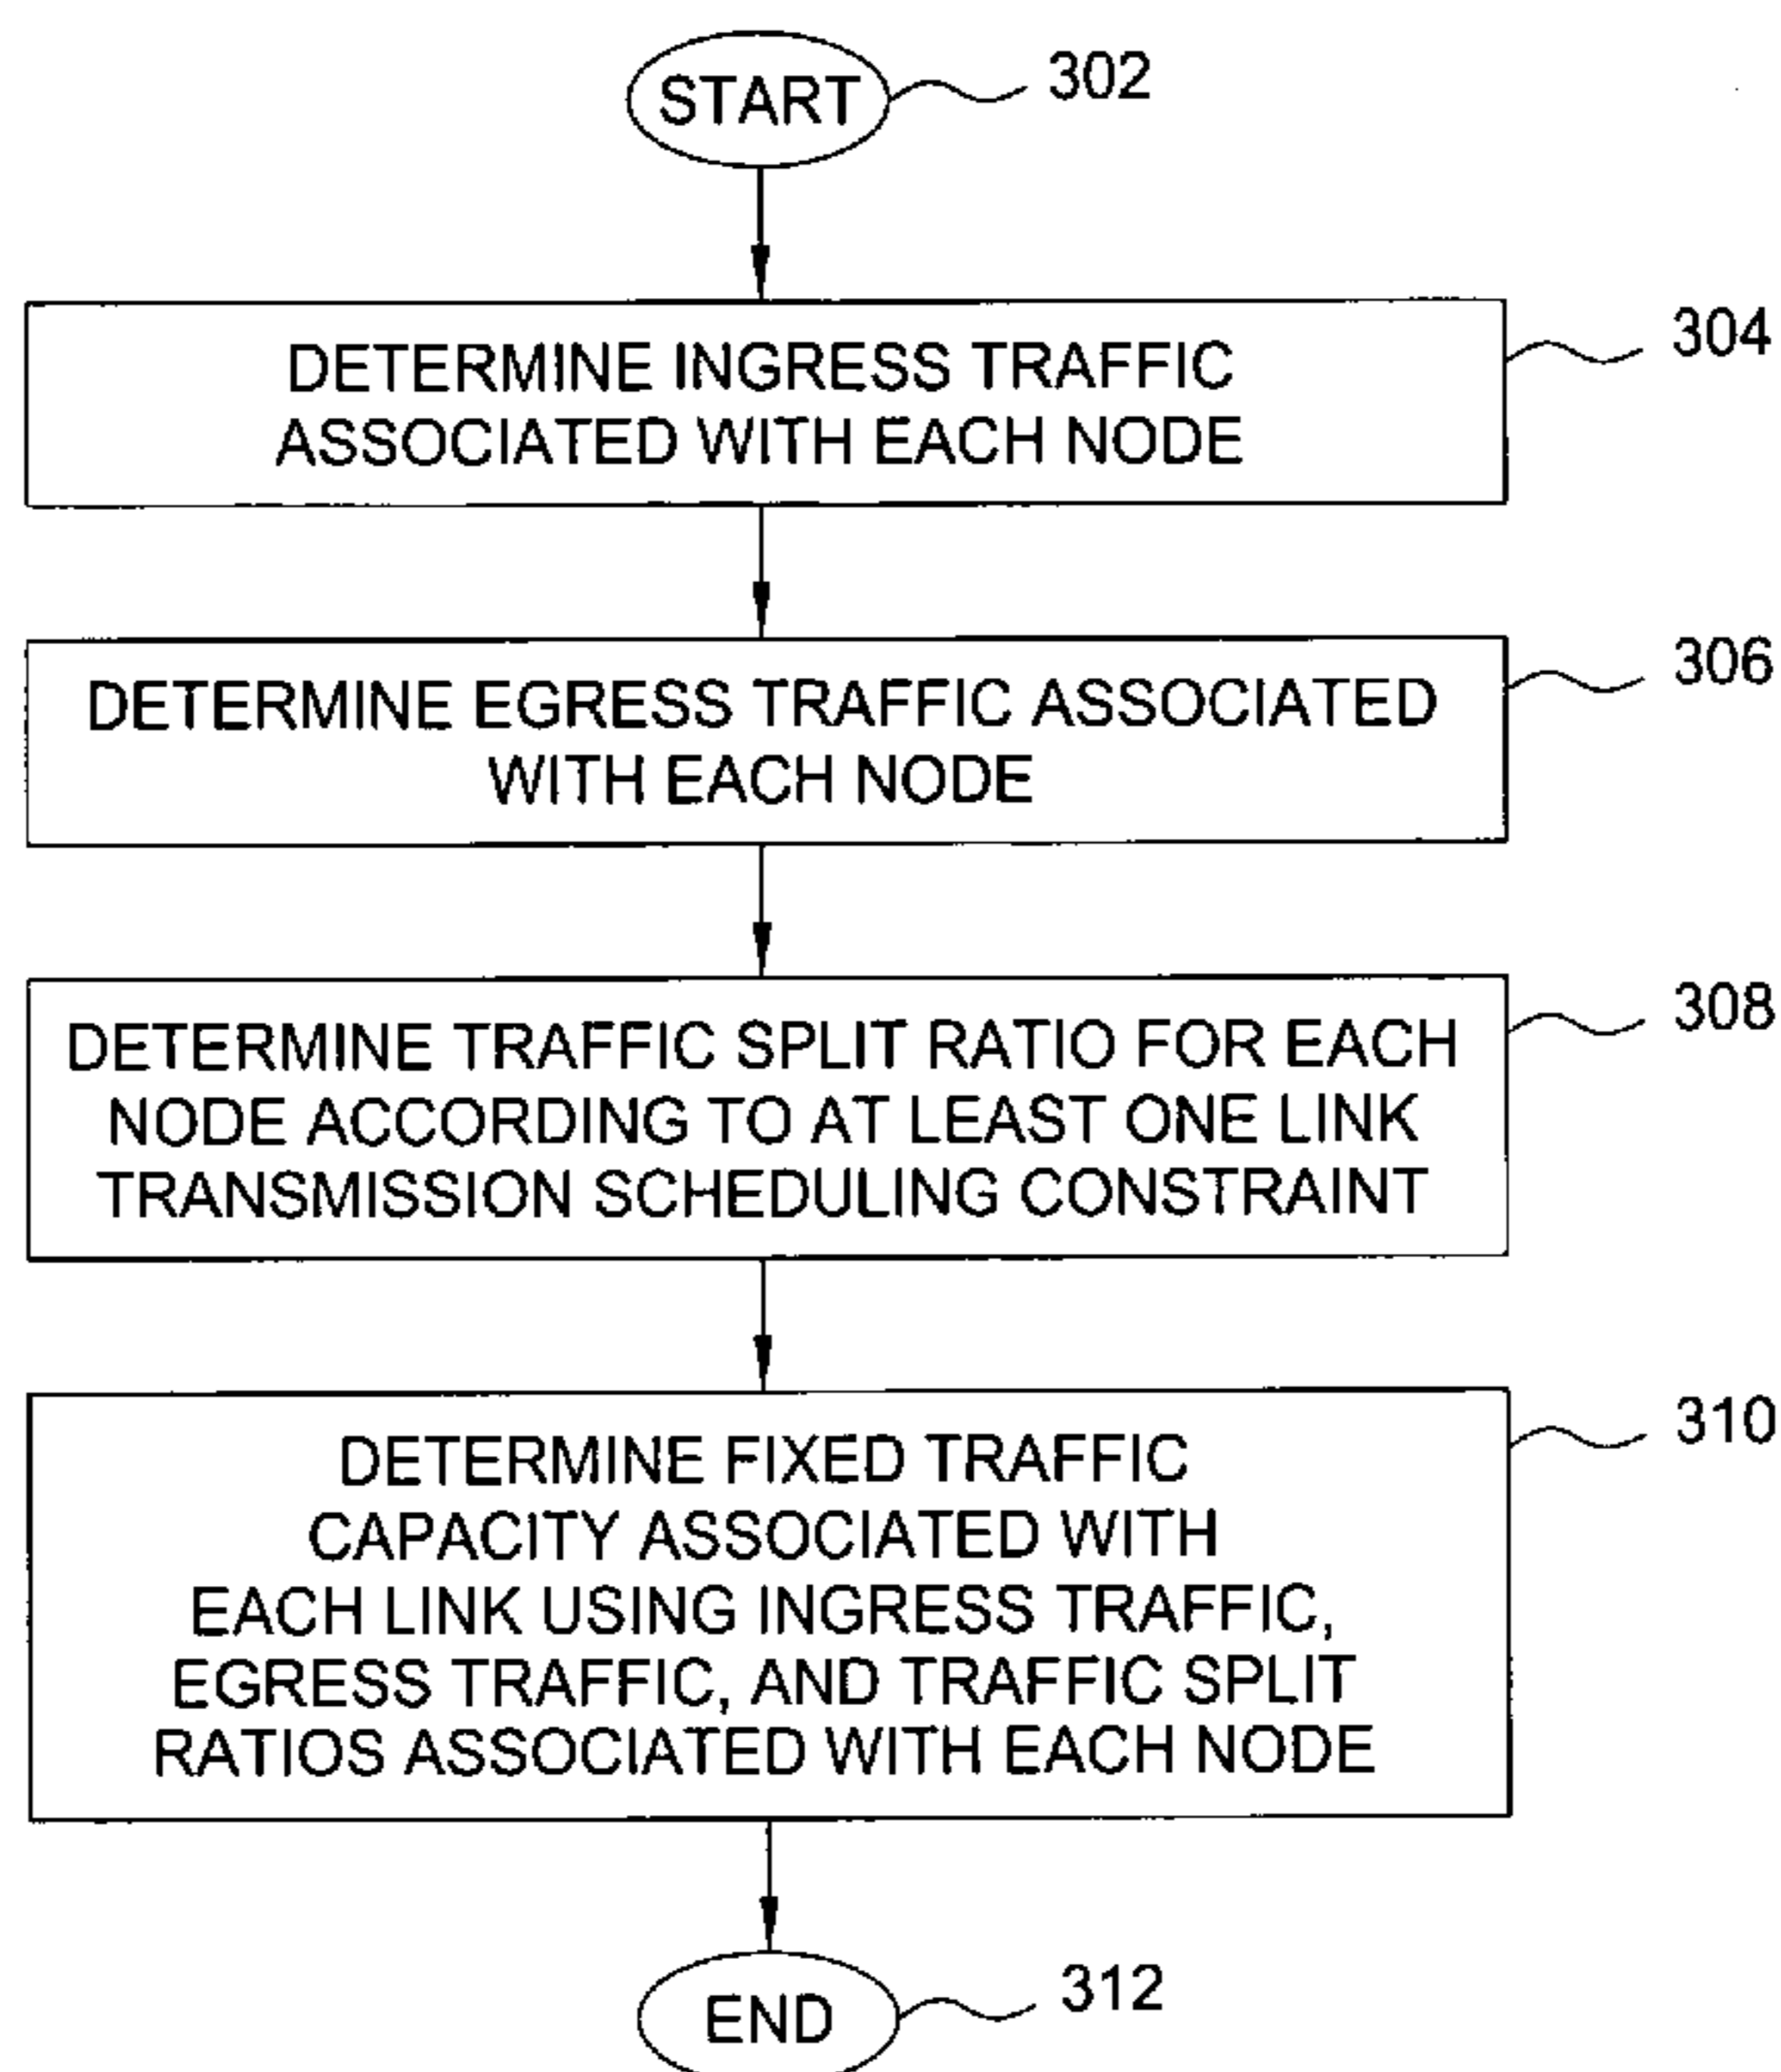 START
302
DETERMINE INGRESS TRAFFIC
ASSOCIATED WITH EACH NODE
304
DETERMINE EGRESS TRAFFIC ASSOCIATED
WITH EACH NODE
306
DETERMINE TRAFFIC SPLIT RATIO FOR EACH
NODE ACCORDING TO AT LEAST ONE LINK
TRANSMISSION SCHEDULING CONSTRAINT
308
DETERMINE FIXED TRAFFIC
CAPACITY ASSOCIATED WITH
EACH LINK USING INGRESS TRAFFIC,
EGRESS TRAFFIC, AND TRAFFIC SPLIT
RATIOS ASSOCIATED WITH EACH NODE
310
END
312